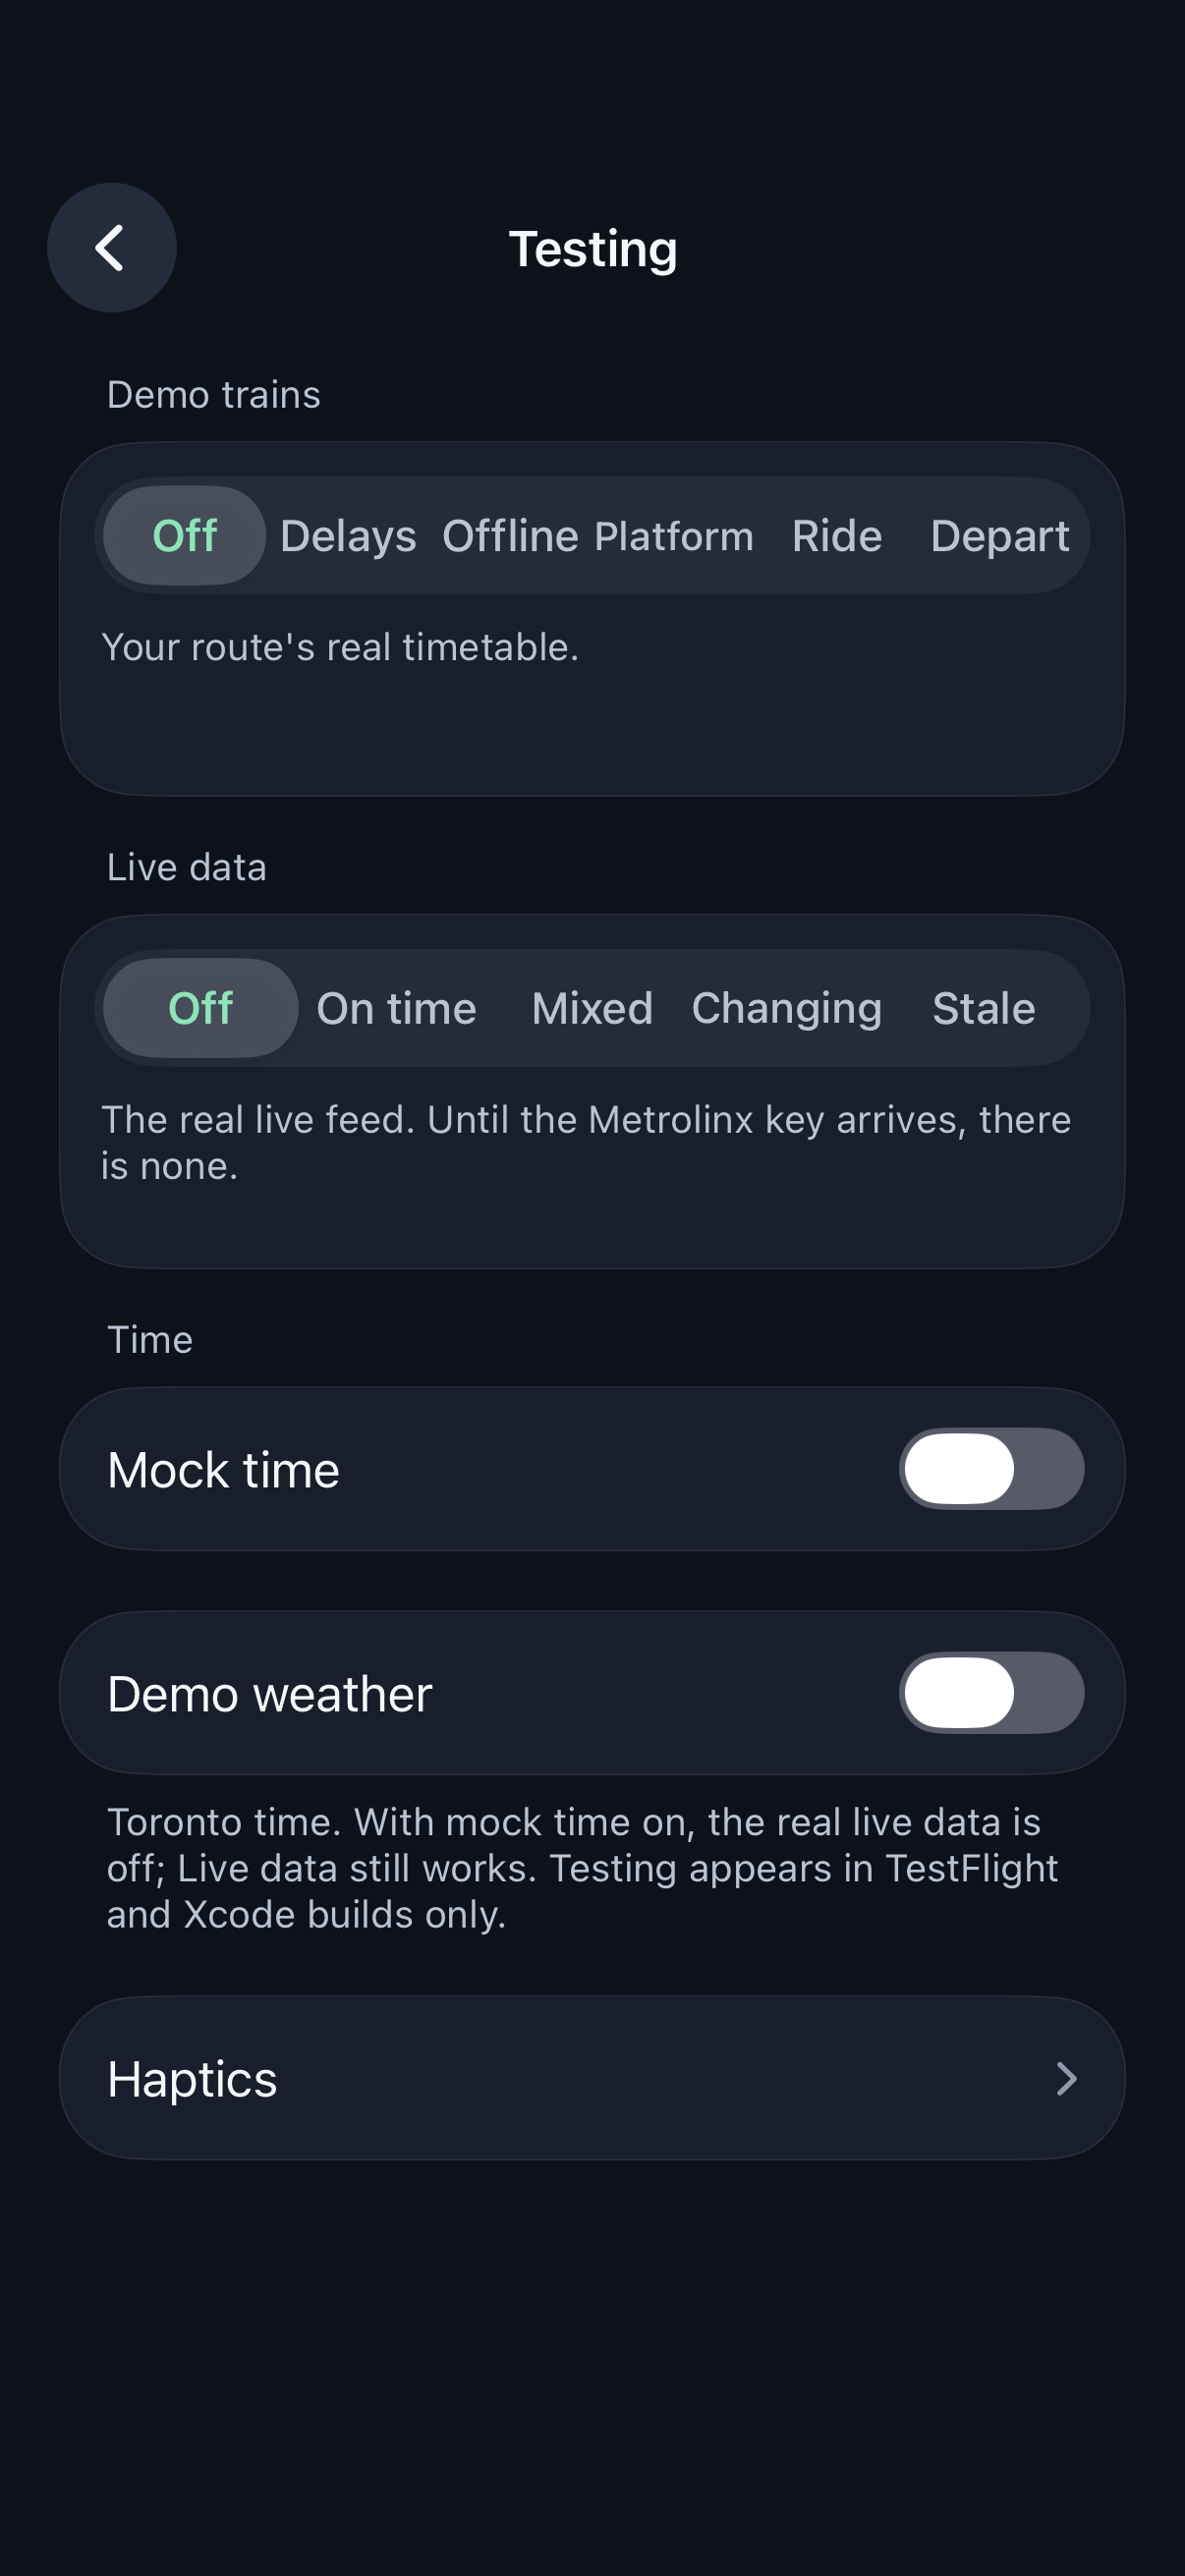 Testing
Demo trains
Off Delays Offline Platform Ride Depart
Your route's real timetable.
Live data
Off On time Mixed Changing Stale
The real live feed. Until the Metrolinx key arrives, there
is none.
Time
Mock time
Demo weather
Toronto time. With mock time on, the real live data is
off; Live data still works. Testing appears in TestFlight
and Xcode builds only.
Haptics